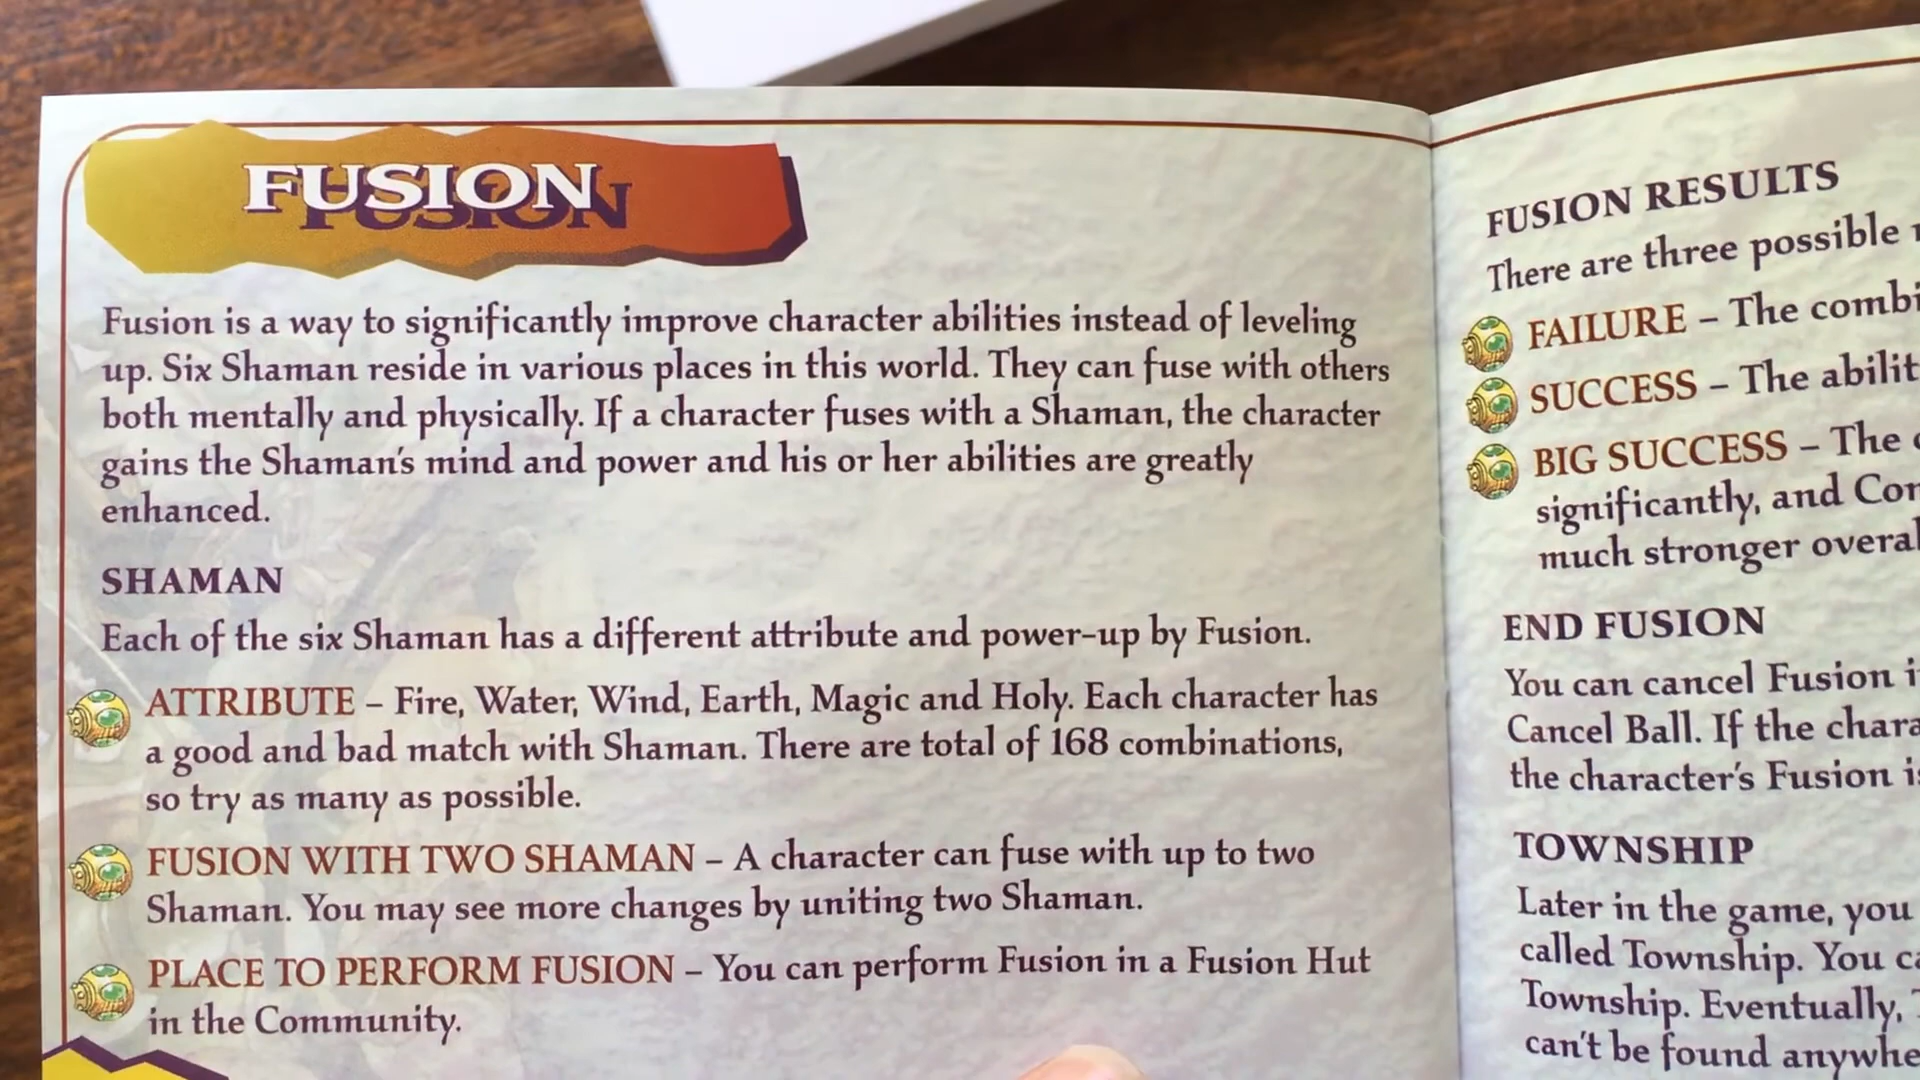 FUSION
Fusion is a way to significantly improve character abilities instead of leveling
up. Six Shaman reside in various places in this world. They can fuse with others
both mentally and physically. If a character fuses with a Shaman, the character
gains the Shaman's mind and power and his or her abilities are greatly
enhanced.
SHAMAN
Each of the six Shaman has a different attribute and power-up by Fusion.
ATTRIBUTE – Fire, Water, Wind, Earth, Magic and Holy. Each character has
a good and bad match with Shaman. There are total of 168 combinations,
so try as many as possible.
FUSION WITH TWO SHAMAN – A character can fuse with up to two
Shaman. You may see more changes by uniting two Shaman.
PLACE TO PERFORM FUSION – You can perform Fusion in a Fusion Hut
in the Community.
FUSION RESULTS
There are three possible
FAILURE – The
SUCCESS – The
BIG SUCCESS – The
significantly, and
much stronger
END FUSION
You can cancel Fusion
Cancel Ball. If the
the character's Fusion
TOWNSHIP
Later in the game, you
called Township. You
Township. Eventually,
can't be found